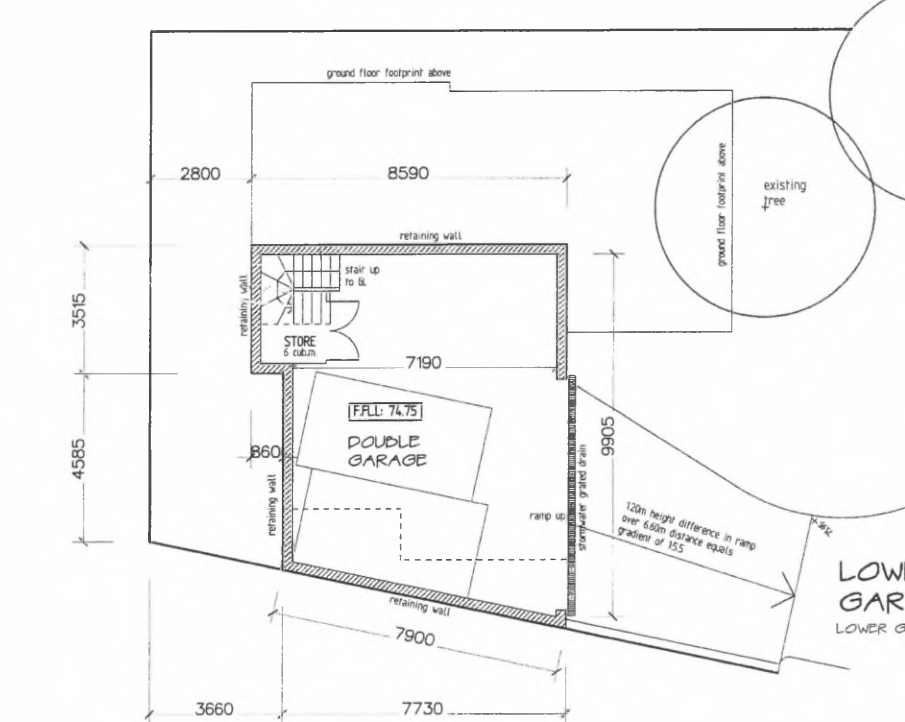 ground floor footprint above
2800
8590
existing
tree
ground floor footprint above
retaining wall
stair up
to GL
retaining wall
3515
STORE
6 cub.m.
7190
F.FLL: 74.75
DOUBLE
GARAGE
4585
860
9905
retaining wall
ramp up
stormwater grated drain
1.20m height difference in ramp
over 6.60m distance equals
gradient of 1:5.5
LOWE
GAR
LOWER G
retaining wall
7900
3660
7730